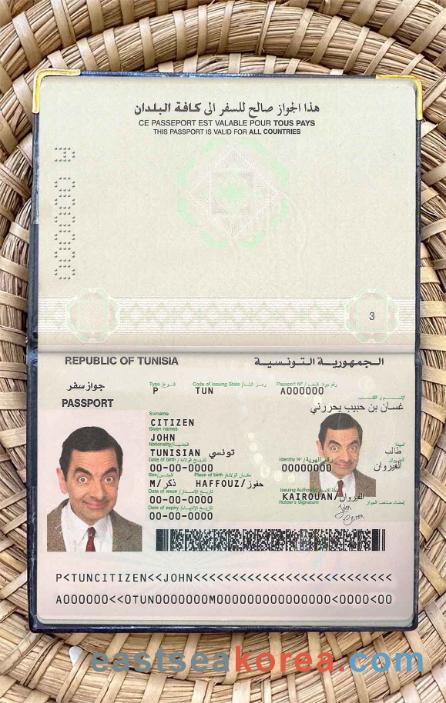 هذا الجواز صالح للسفر الى كافة البلدان
CE PASSEPORT EST VALABLE POUR TOUS PAYS
THIS PASSPORT IS VALID FOR ALL COUNTRIES
3
REPUBLIC OF TUNISIA الجمهورية التونسية
جواز سفر
PASSPORT
Type النوع Code of Issuing State Passport N°
P TUN A000000
Surname
CITIZEN غسان بن حبيب يحرزني
Given names
JOHN
Nationality
TUNISIAN تونسي طالب
Date of birth Identity N°
00-00-0000 00000000 القيروان
Sex Place of birth
M/ذكر HAFFOUZ/حفوز
Date of issue Issuing Authority
00-00-0000 KAIROUAN/القيروان
Date of expiry Holder's Signature
00-00-0000
P<TUNCITIZEN<<JOHN<<<<<<<<<<<<<<<<<<<<<<<<<<
A000000<<0TUN0000000M0000000000000000<0000<00
eastseakorea.com